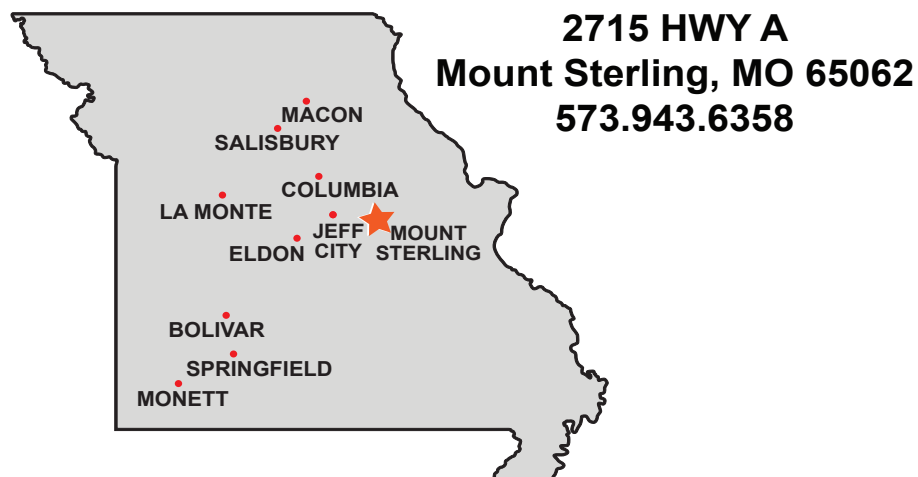 2715 HWY A
Mount Sterling, MO 65062
573.943.6358
MACON
SALISBURY
COLUMBIA
LA MONTE
JEFF
CITY
MOUNT
STERLING
ELDON
BOLIVAR
SPRINGFIELD
MONETT